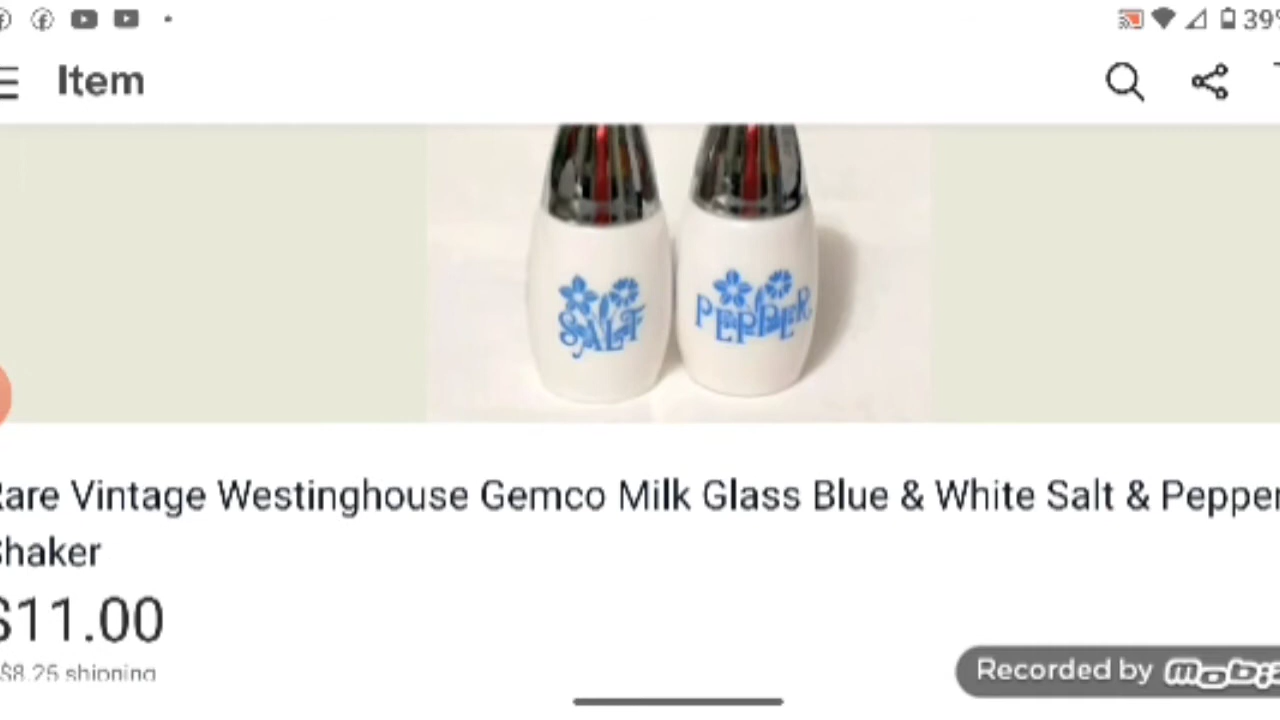 39%
Item
SALT
PEPPER
Rare Vintage Westinghouse Gemco Milk Glass Blue & White Salt & Pepper
Shaker
$11.00
$8.25 shipping
Recorded by